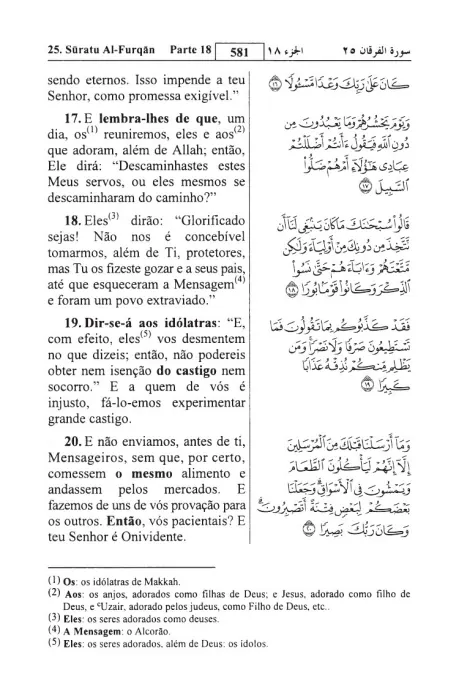 25. Sūratu Al-Furqān Parte 18 581 الجزء ١٨ سورة الفرقان ٢٥
sendo eternos. Isso impende a teu
Senhor, como promessa exigível."
17. E lembra-lhes de que, um
dia, os(1) reuniremos, eles e aos(2)
que adoram, além de Allah; então,
Ele dirá: "Descaminhastes estes
Meus servos, ou eles mesmos se
descaminharam do caminho?"
18. Eles(3) dirão: "Glorificado
sejas! Não nos é concebível
tomarmos, além de Ti, protetores,
mas Tu os fizeste gozar e a seus pais,
até que esqueceram a Mensagem(4)
e foram um povo extraviado."
19. Dir-se-á aos idólatras: "E,
com efeito, eles(5) vos desmentem
no que dizeis; então, não podereis
obter nem isenção do castigo nem
socorro." E a quem de vós é
injusto, fá-lo-emos experimentar
grande castigo.
20. E não enviamos, antes de ti,
Mensageiros, sem que, por certo,
comessem o mesmo alimento e
andassem pelos mercados. E
fazemos de uns de vós provação para
os outros. Então, vós pacientais? E
teu Senhor é Onividente.
كَانَ عَلَىٰ رَبِّكَ وَعْدًا مَّسْئُولًا ١٦
وَيَوْمَ يَحْشُرُهُمْ وَمَا يَعْبُدُونَ مِن
دُونِ اللَّهِ فَيَقُولُ ءَأَنتُمْ أَضْلَلْتُمْ
عِبَادِي هَٰؤُلَاءِ أَمْ هُمْ ضَلُّوا
السَّبِيلَ ١٧
قَالُوا سُبْحَٰنَكَ مَا كَانَ يَنۢبَغِي لَنَا أَن
نَّتَّخِذَ مِن دُونِكَ مِنْ أَوْلِيَاءَ وَلَٰكِن
مَّتَّعْتَهُمْ وَءَابَاءَهُمْ حَتَّىٰ نَسُوا
الذِّكْرَ وَكَانُوا قَوْمًۢا بُورًا ١٨
فَقَدْ كَذَّبُوكُم بِمَا تَقُولُونَ فَمَا
تَسْتَطِيعُونَ صَرْفًا وَلَا نَصْرًا وَمَن
يَظْلِم مِّنكُمْ نُذِقْهُ عَذَابًا
كَبِيرًا ١٩
وَمَا أَرْسَلْنَا قَبْلَكَ مِنَ الْمُرْسَلِينَ
إِلَّا إِنَّهُمْ لَيَأْكُلُونَ الطَّعَامَ
وَيَمْشُونَ فِي الْأَسْوَاقِ وَجَعَلْنَا
بَعْضَكُمْ لِبَعْضٍ فِتْنَةً أَتَصْبِرُونَ
وَكَانَ رَبُّكَ بَصِيرًا ٢٠
(1) Os: os idólatras de Makkah.
(2) Aos: os anjos, adorados como filhas de Deus; e Jesus, adorado como filho de
Deus, e ᶜUzair, adorado pelos judeus, como Filho de Deus, etc..
(3) Eles: os seres adorados como deuses.
(4) A Mensagem: o Alcorão.
(5) Eles: os seres adorados, além de Deus: os ídolos.